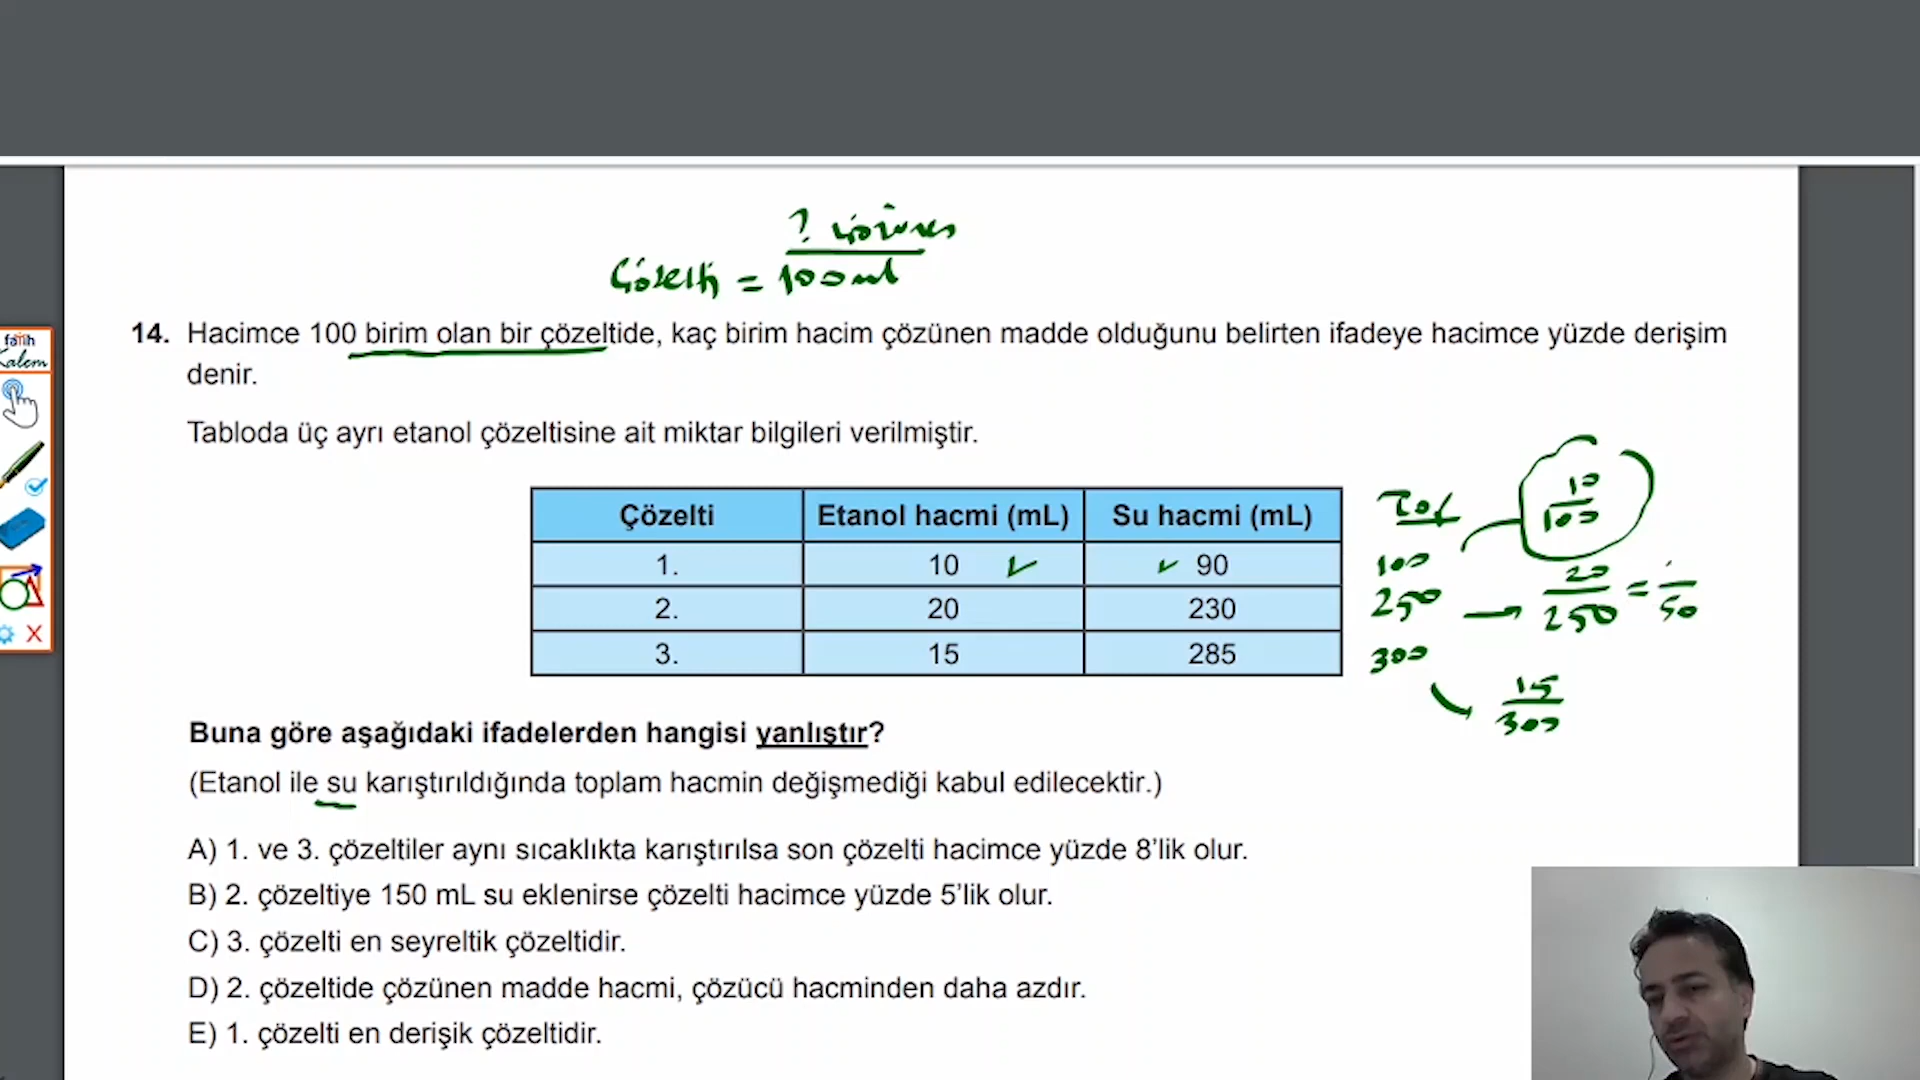 ? çözünen
Çözelti = 100 ml
14. Hacimce 100 birim olan bir çözeltide, kaç birim hacim çözünen madde olduğunu belirten ifadeye hacimce yüzde derişim
denir.
Tabloda üç ayrı etanol çözeltisine ait miktar bilgileri verilmiştir.
fatih
Kalem
Çözelti Etanol hacmi (mL) Su hacmi (mL)
1. 10 90
2. 20 230
3. 15 285
Top
100 10/100
250 → 20/250 = /50
300
15/300
Buna göre aşağıdaki ifadelerden hangisi yanlıştır?
(Etanol ile su karıştırıldığında toplam hacmin değişmediği kabul edilecektir.)
A) 1. ve 3. çözeltiler aynı sıcaklıkta karıştırılsa son çözelti hacimce yüzde 8’lik olur.
B) 2. çözeltiye 150 mL su eklenirse çözelti hacimce yüzde 5’lik olur.
C) 3. çözelti en seyreltik çözeltidir.
D) 2. çözeltide çözünen madde hacmi, çözücü hacminden daha azdır.
E) 1. çözelti en derişik çözeltidir.